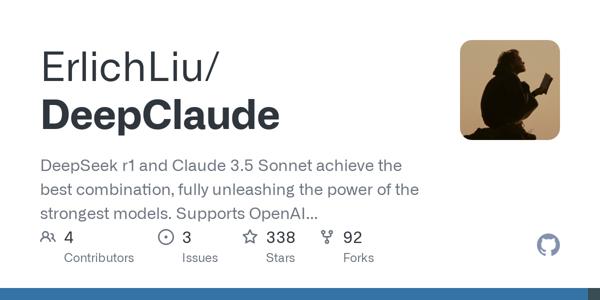 ErlichLiu/
DeepClaude
DeepSeek r1 and Claude 3.5 Sonnet achieve the
best combination, fully unleashing the power of the
strongest models. Supports OpenAI...
4 3 338 92
Contributors Issues Stars Forks